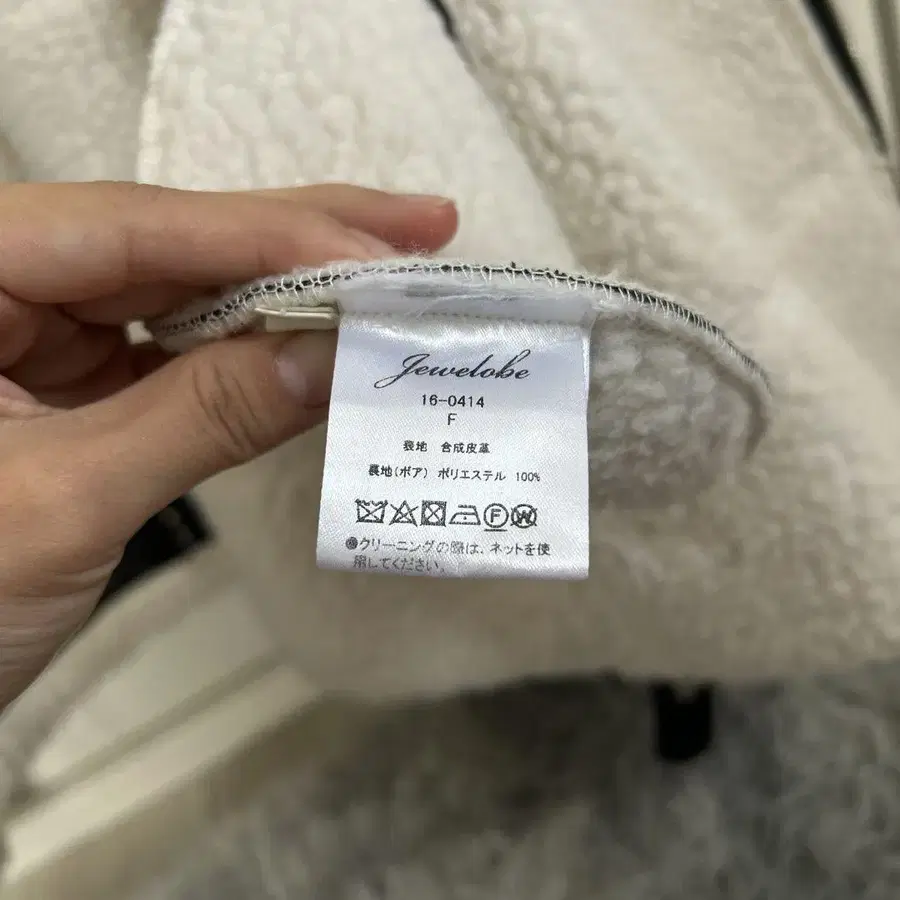 Jewelobe
16-0414
F
表地 合成皮革
裏地(ボア) ポリエステル 100%
F W
●クリーニングの際は、ネットを使
用してください。